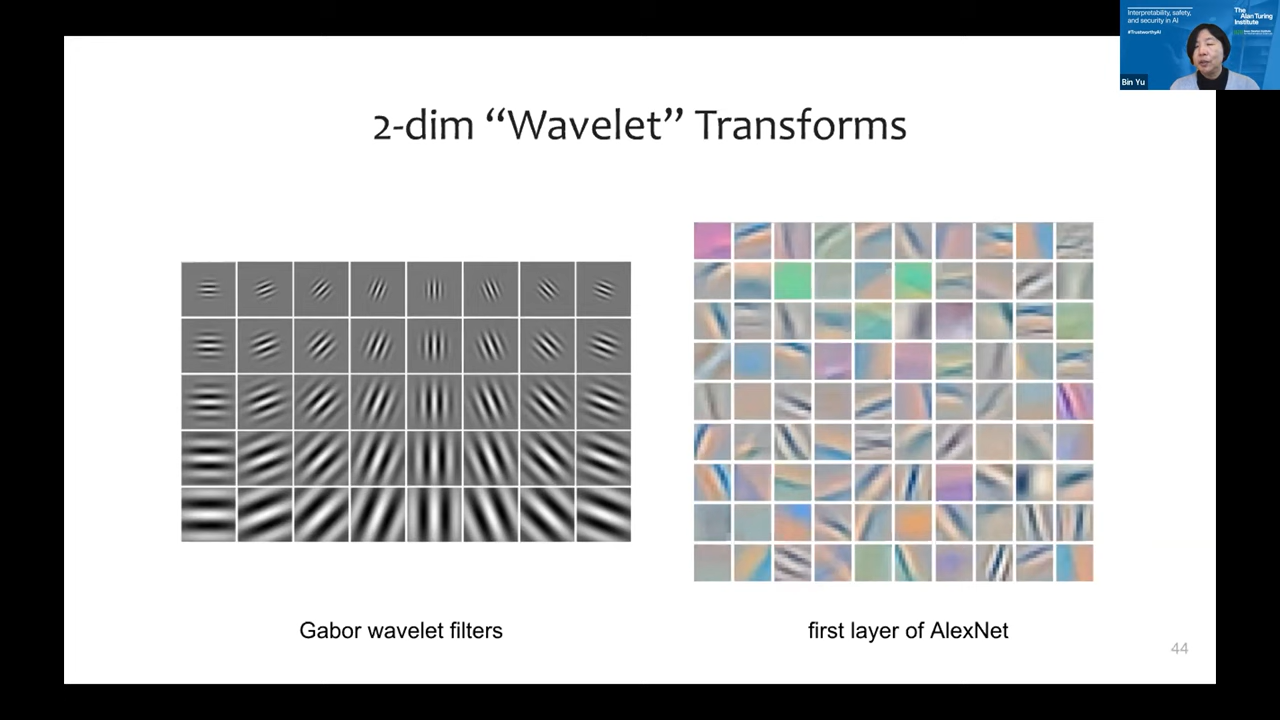 Interpretability, safety,
and security in AI
#TrustworthyAI
The
Alan Turing
Institute
Bin Yu
2-dim “Wavelet” Transforms
Gabor wavelet filters
first layer of AlexNet
44